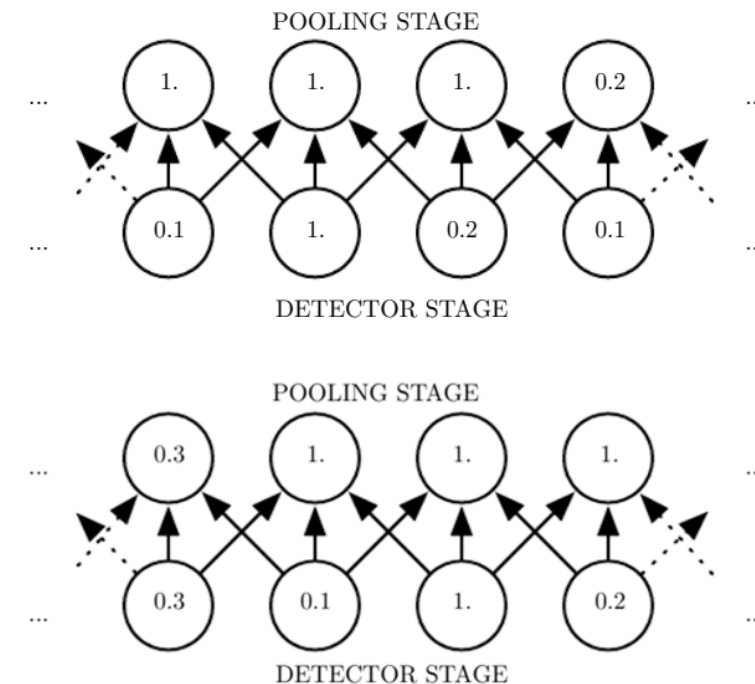 POOLING STAGE
... 1. 1. 1. 0.2 ...
... 0.1 1. 0.2 0.1 ...
DETECTOR STAGE
POOLING STAGE
... 0.3 1. 1. 1. ...
... 0.3 0.1 1. 0.2 ...
DETECTOR STAGE